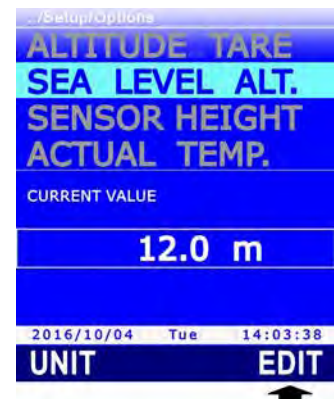 ../Setup/Options
ALTITUDE TARE
SEA LEVEL ALT.
SENSOR HEIGHT
ACTUAL TEMP.
CURRENT VALUE
12.0 m
2016/10/04 Tue 14:03:38
UNIT EDIT